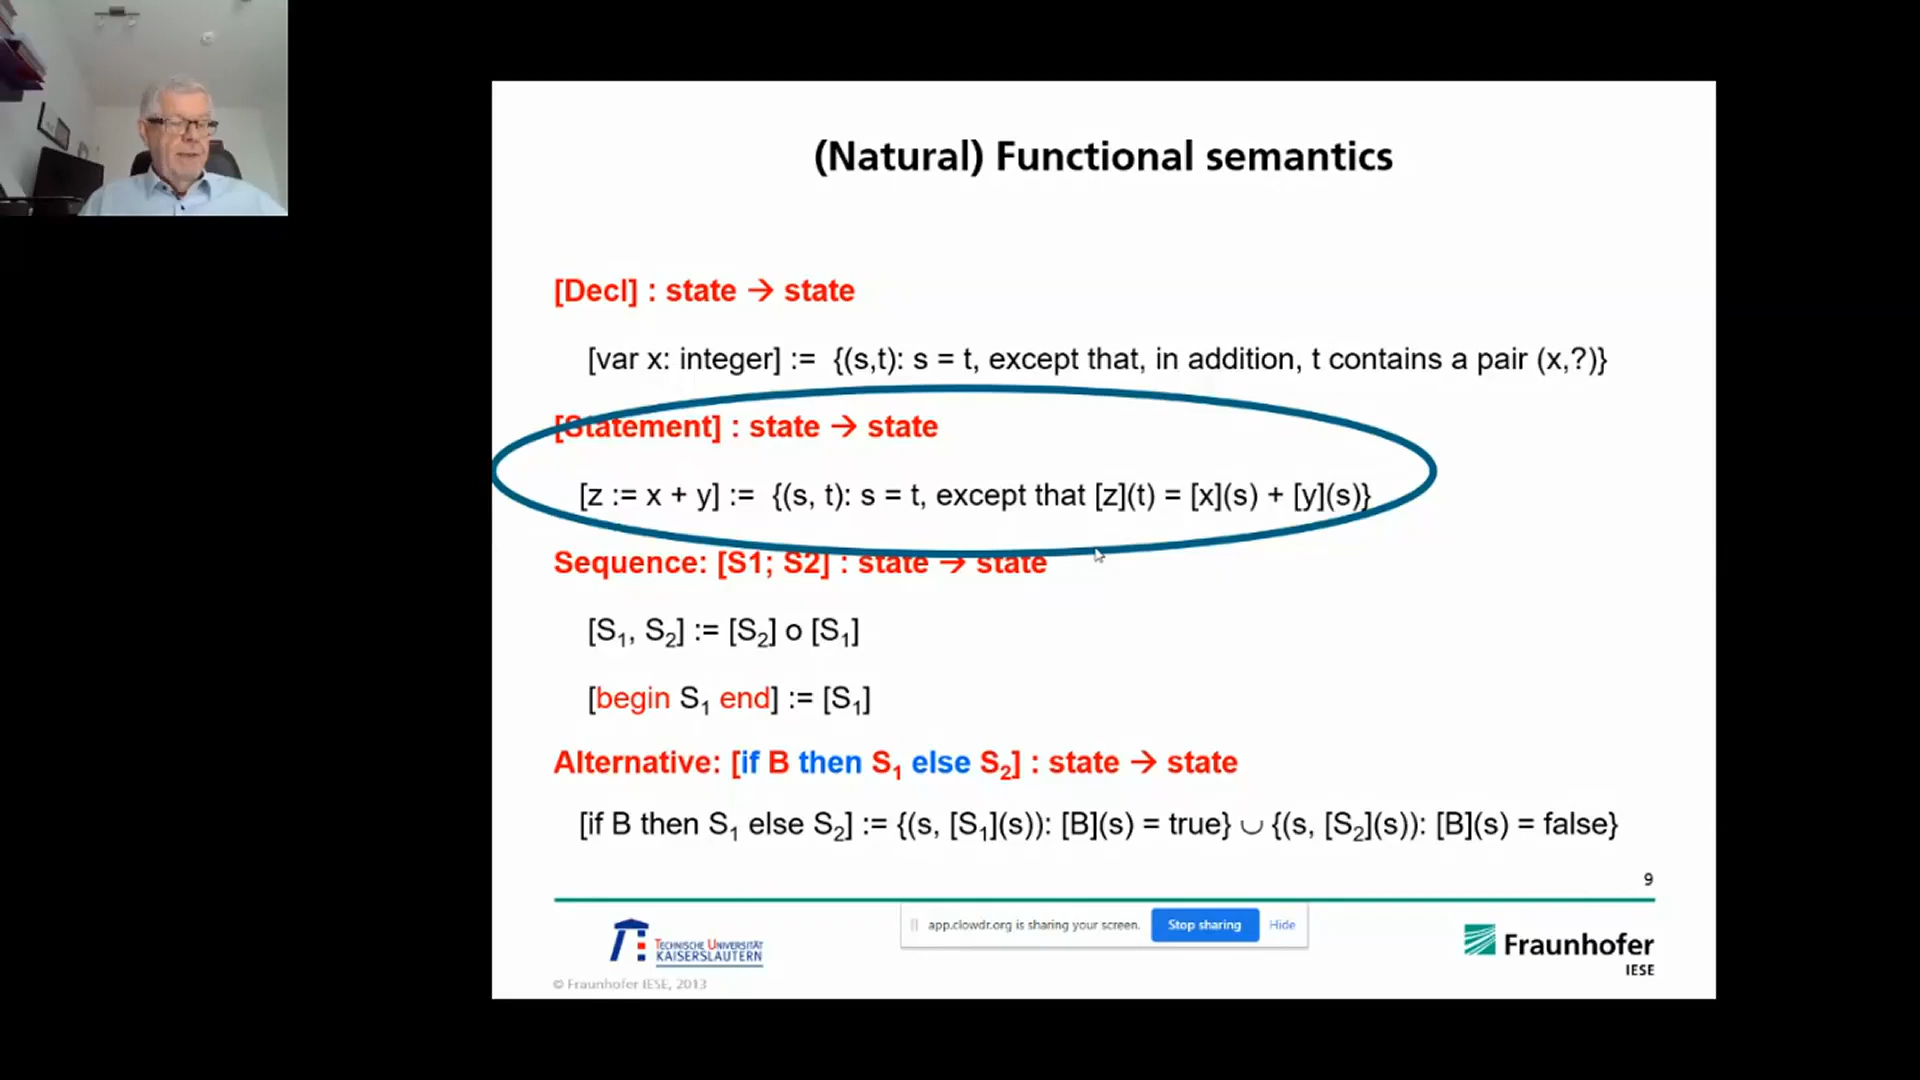 (Natural) Functional semantics
[Decl] : state → state
[var x: integer] := {(s,t): s = t, except that, in addition, t contains a pair (x,?)}
[Statement] : state → state
[z := x + y] := {(s, t): s = t, except that [z](t) = [x](s) + [y](s)}
Sequence: [S1; S2] : state → state
[S₁, S₂] := [S₂] o [S₁]
[begin S₁ end] := [S₁]
Alternative: [if B then S₁ else S₂] : state → state
[if B then S₁ else S₂] := {(s, [S₁](s)): [B](s) = true} ∪ {(s, [S₂](s)): [B](s) = false}
9
TECHNISCHE UNIVERSITÄT
KAISERSLAUTERN
app.clowdr.org is sharing your screen. Stop sharing Hide
Fraunhofer
IESE
© Fraunhofer IESE, 2013